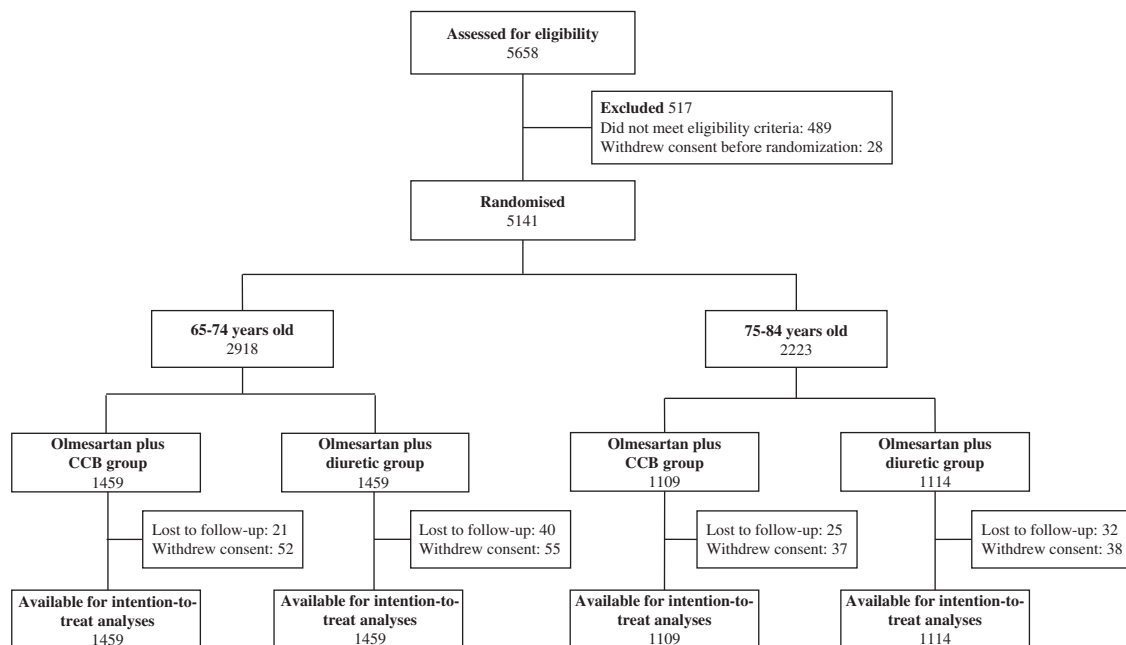 Assessed for eligibility
5658
Excluded 517
Did not meet eligibility criteria: 489
Withdrew consent before randomization: 28
Randomised
5141
65-74 years old
2918
75-84 years old
2223
Olmesartan plus
CCB group
1459
Olmesartan plus
diuretic group
1459
Olmesartan plus
CCB group
1109
Olmesartan plus
diuretic group
1114
Lost to follow-up: 21
Withdrew consent: 52
Lost to follow-up: 40
Withdrew consent: 55
Lost to follow-up: 25
Withdrew consent: 37
Lost to follow-up: 32
Withdrew consent: 38
Available for intention-to-
treat analyses
1459
Available for intention-to-
treat analyses
1459
Available for intention-to-
treat analyses
1109
Available for intention-to-
treat analyses
1114